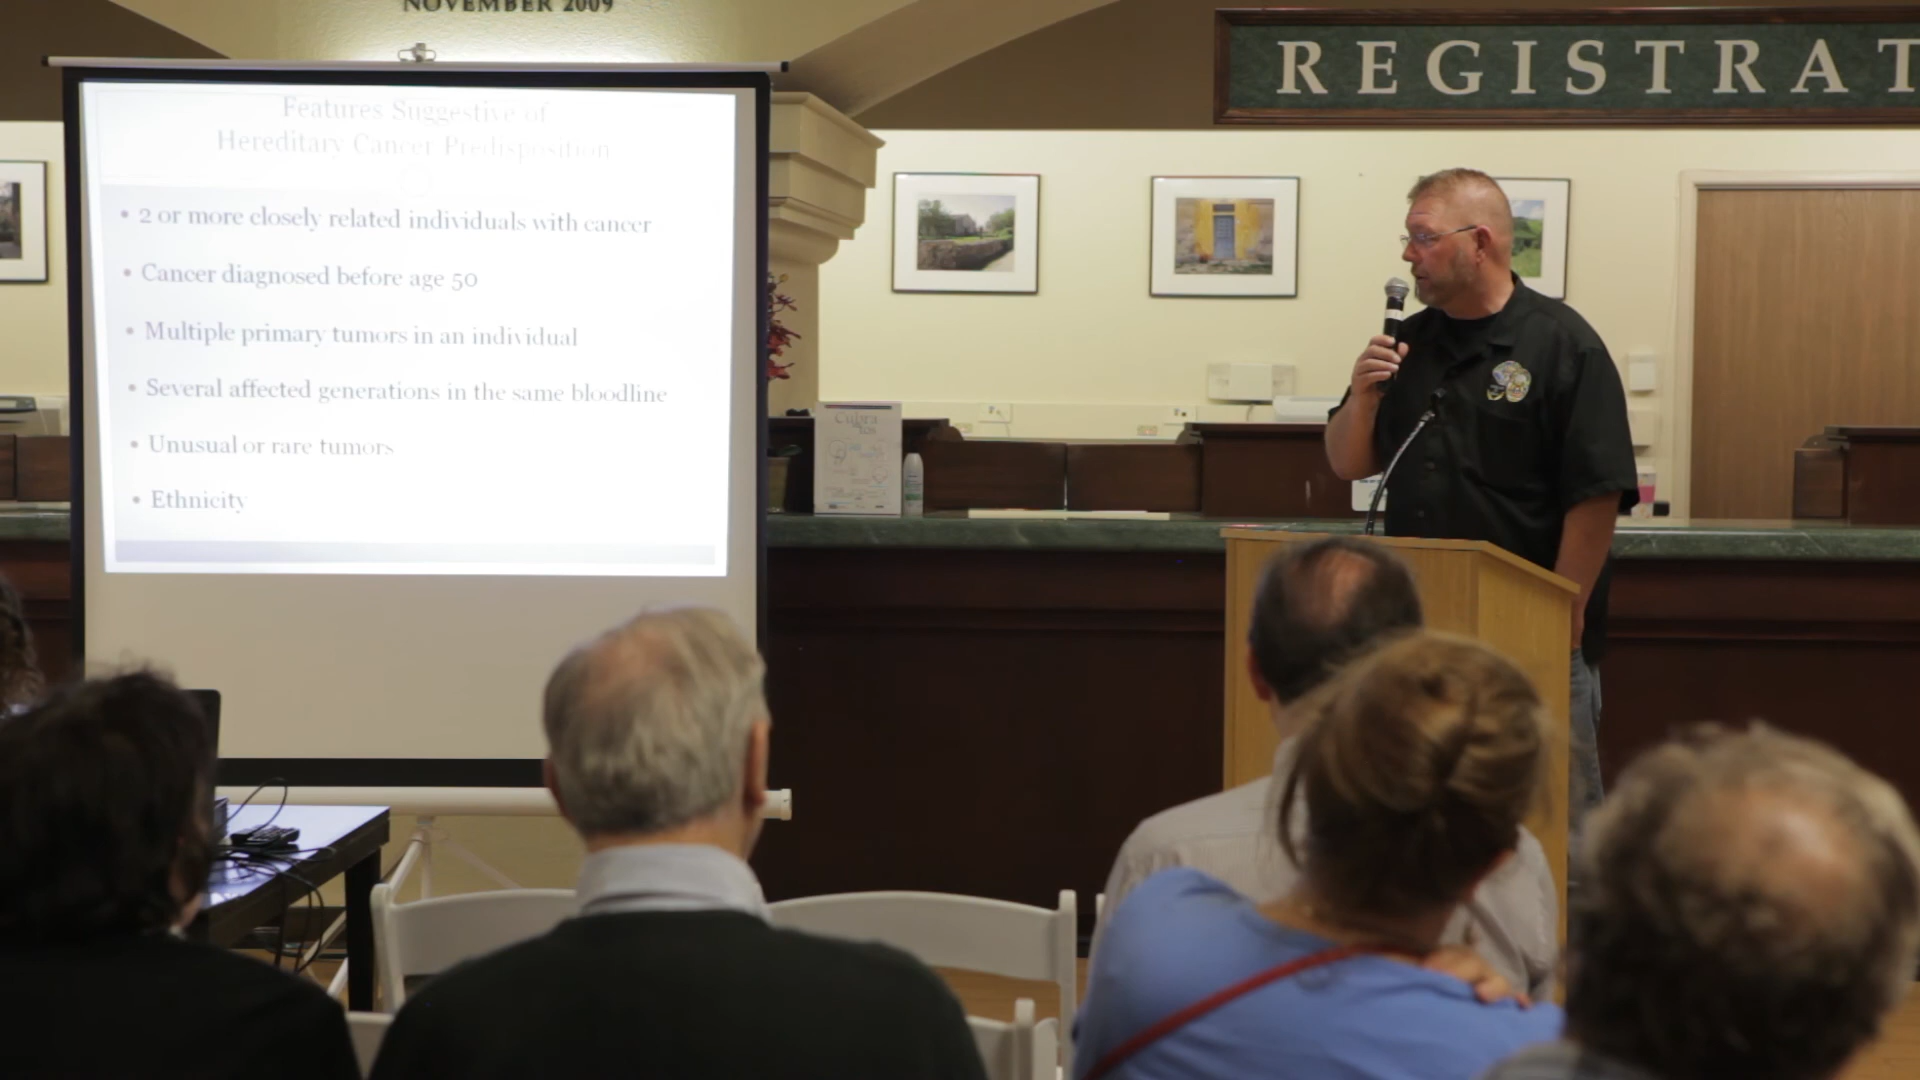 NOVEMBER 2009
REGISTRAT
Features Suggestive of
Hereditary Cancer Predisposition
• 2 or more closely related individuals with cancer
• Cancer diagnosed before age 50
• Multiple primary tumors in an individual
• Several affected generations in the same bloodline
• Unusual or rare tumors
• Ethnicity